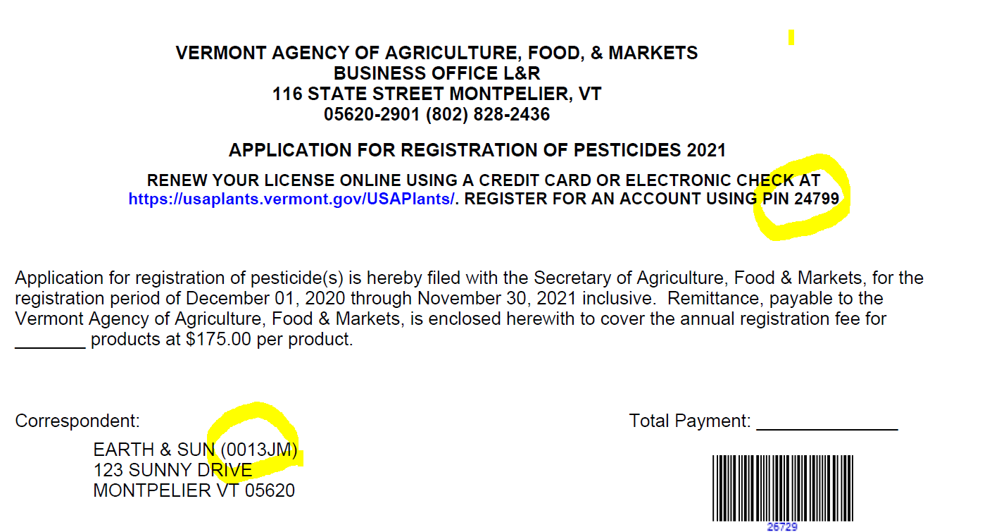 VERMONT AGENCY OF AGRICULTURE, FOOD, & MARKETS
BUSINESS OFFICE L&R
116 STATE STREET MONTPELIER, VT
05620-2901 (802) 828-2436
APPLICATION FOR REGISTRATION OF PESTICIDES 2021
RENEW YOUR LICENSE ONLINE USING A CREDIT CARD OR ELECTRONIC CHECK AT
https://usaplants.vermont.gov/USAPlants/. REGISTER FOR AN ACCOUNT USING PIN 24799
Application for registration of pesticide(s) is hereby filed with the Secretary of Agriculture, Food & Markets, for the
registration period of December 01, 2020 through November 30, 2021 inclusive.  Remittance, payable to the
Vermont Agency of Agriculture, Food & Markets, is enclosed herewith to cover the annual registration fee for
_______ products at $175.00 per product.
Correspondent:
EARTH & SUN (0013JM)
123 SUNNY DRIVE
MONTPELIER VT 05620
Total Payment: ______________
26729